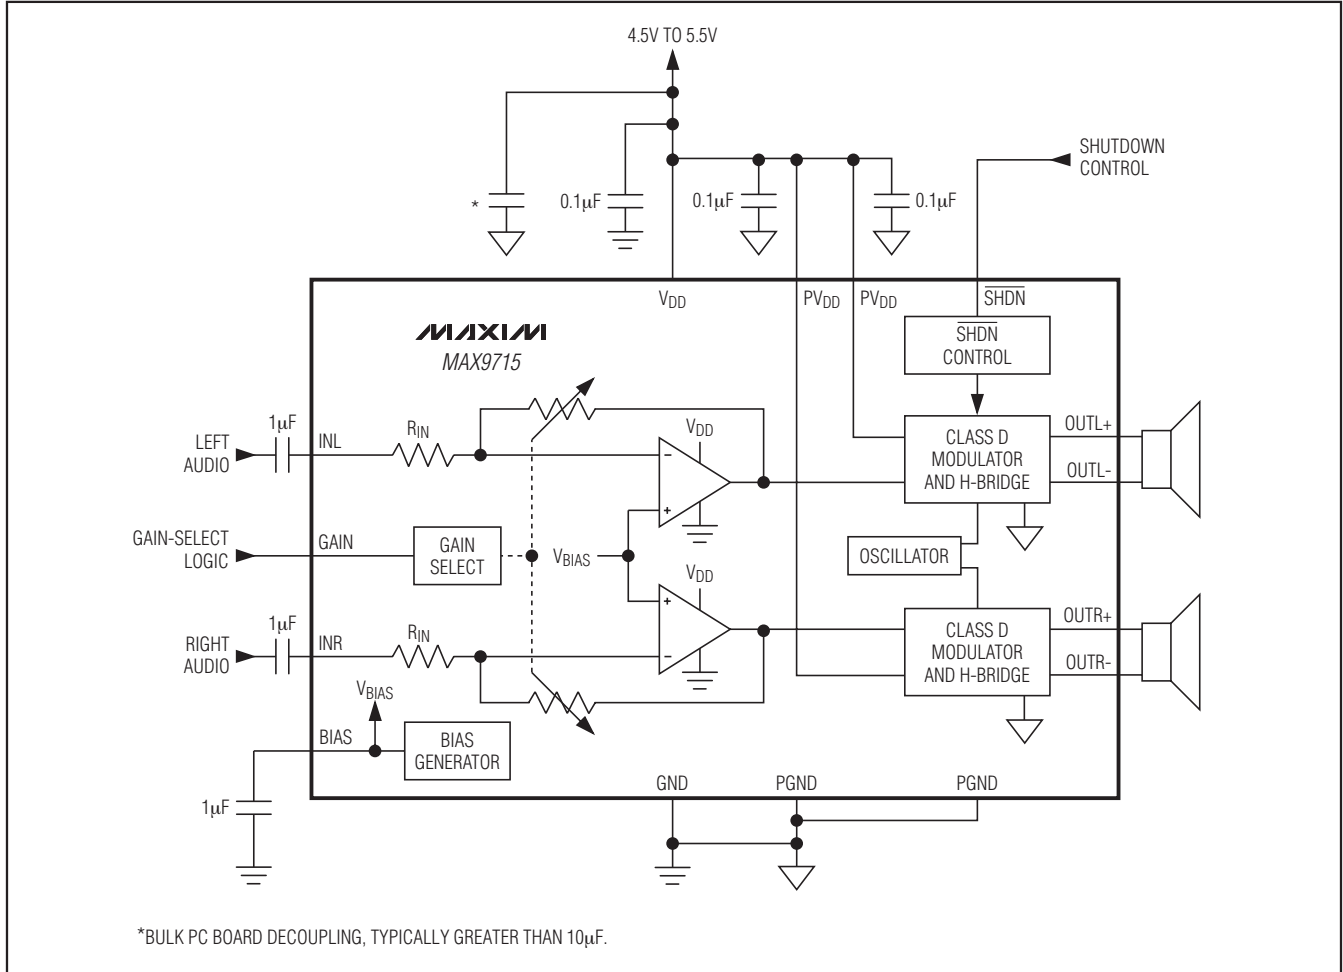 4.5V TO 5.5V
SHUTDOWN
CONTROL
*
0.1µF
0.1µF
0.1µF
VDD
PVDD
PVDD
SHDN
MAXIM
MAX9715
SHDN
CONTROL
1µF
LEFT
AUDIO
INL
RIN
VDD
−
+
CLASS D
MODULATOR
AND H-BRIDGE
OUTL+
OUTL-
GAIN-SELECT
LOGIC
GAIN
GAIN
SELECT
VBIAS
OSCILLATOR
1µF
RIGHT
AUDIO
INR
RIN
VDD
+
−
CLASS D
MODULATOR
AND H-BRIDGE
OUTR+
OUTR-
VBIAS
BIAS
BIAS
GENERATOR
1µF
GND
PGND
PGND
*BULK PC BOARD DECOUPLING, TYPICALLY GREATER THAN 10µF.